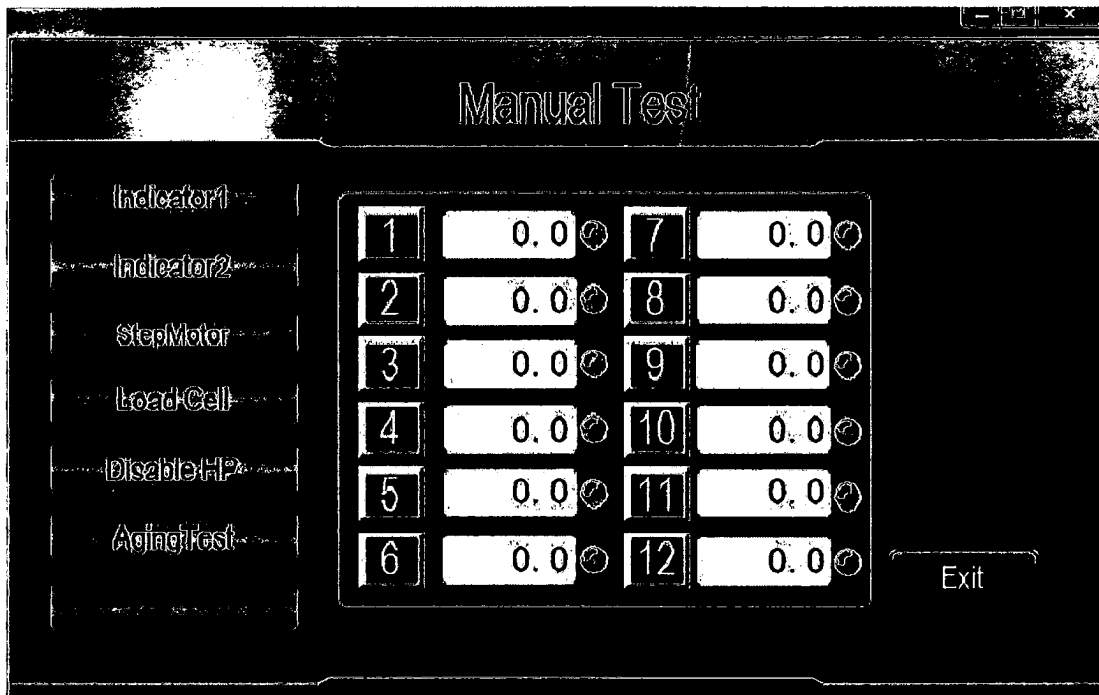 Manual Test
Indicator1
Indicator2
StepMotor
Load Cell
Disable HP
AgingTest
1 0.0 7 0.0
2 0.0 8 0.0
3 0.0 9 0.0
4 0.0 10 0.0
5 0.0 11 0.0
6 0.0 12 0.0
Exit